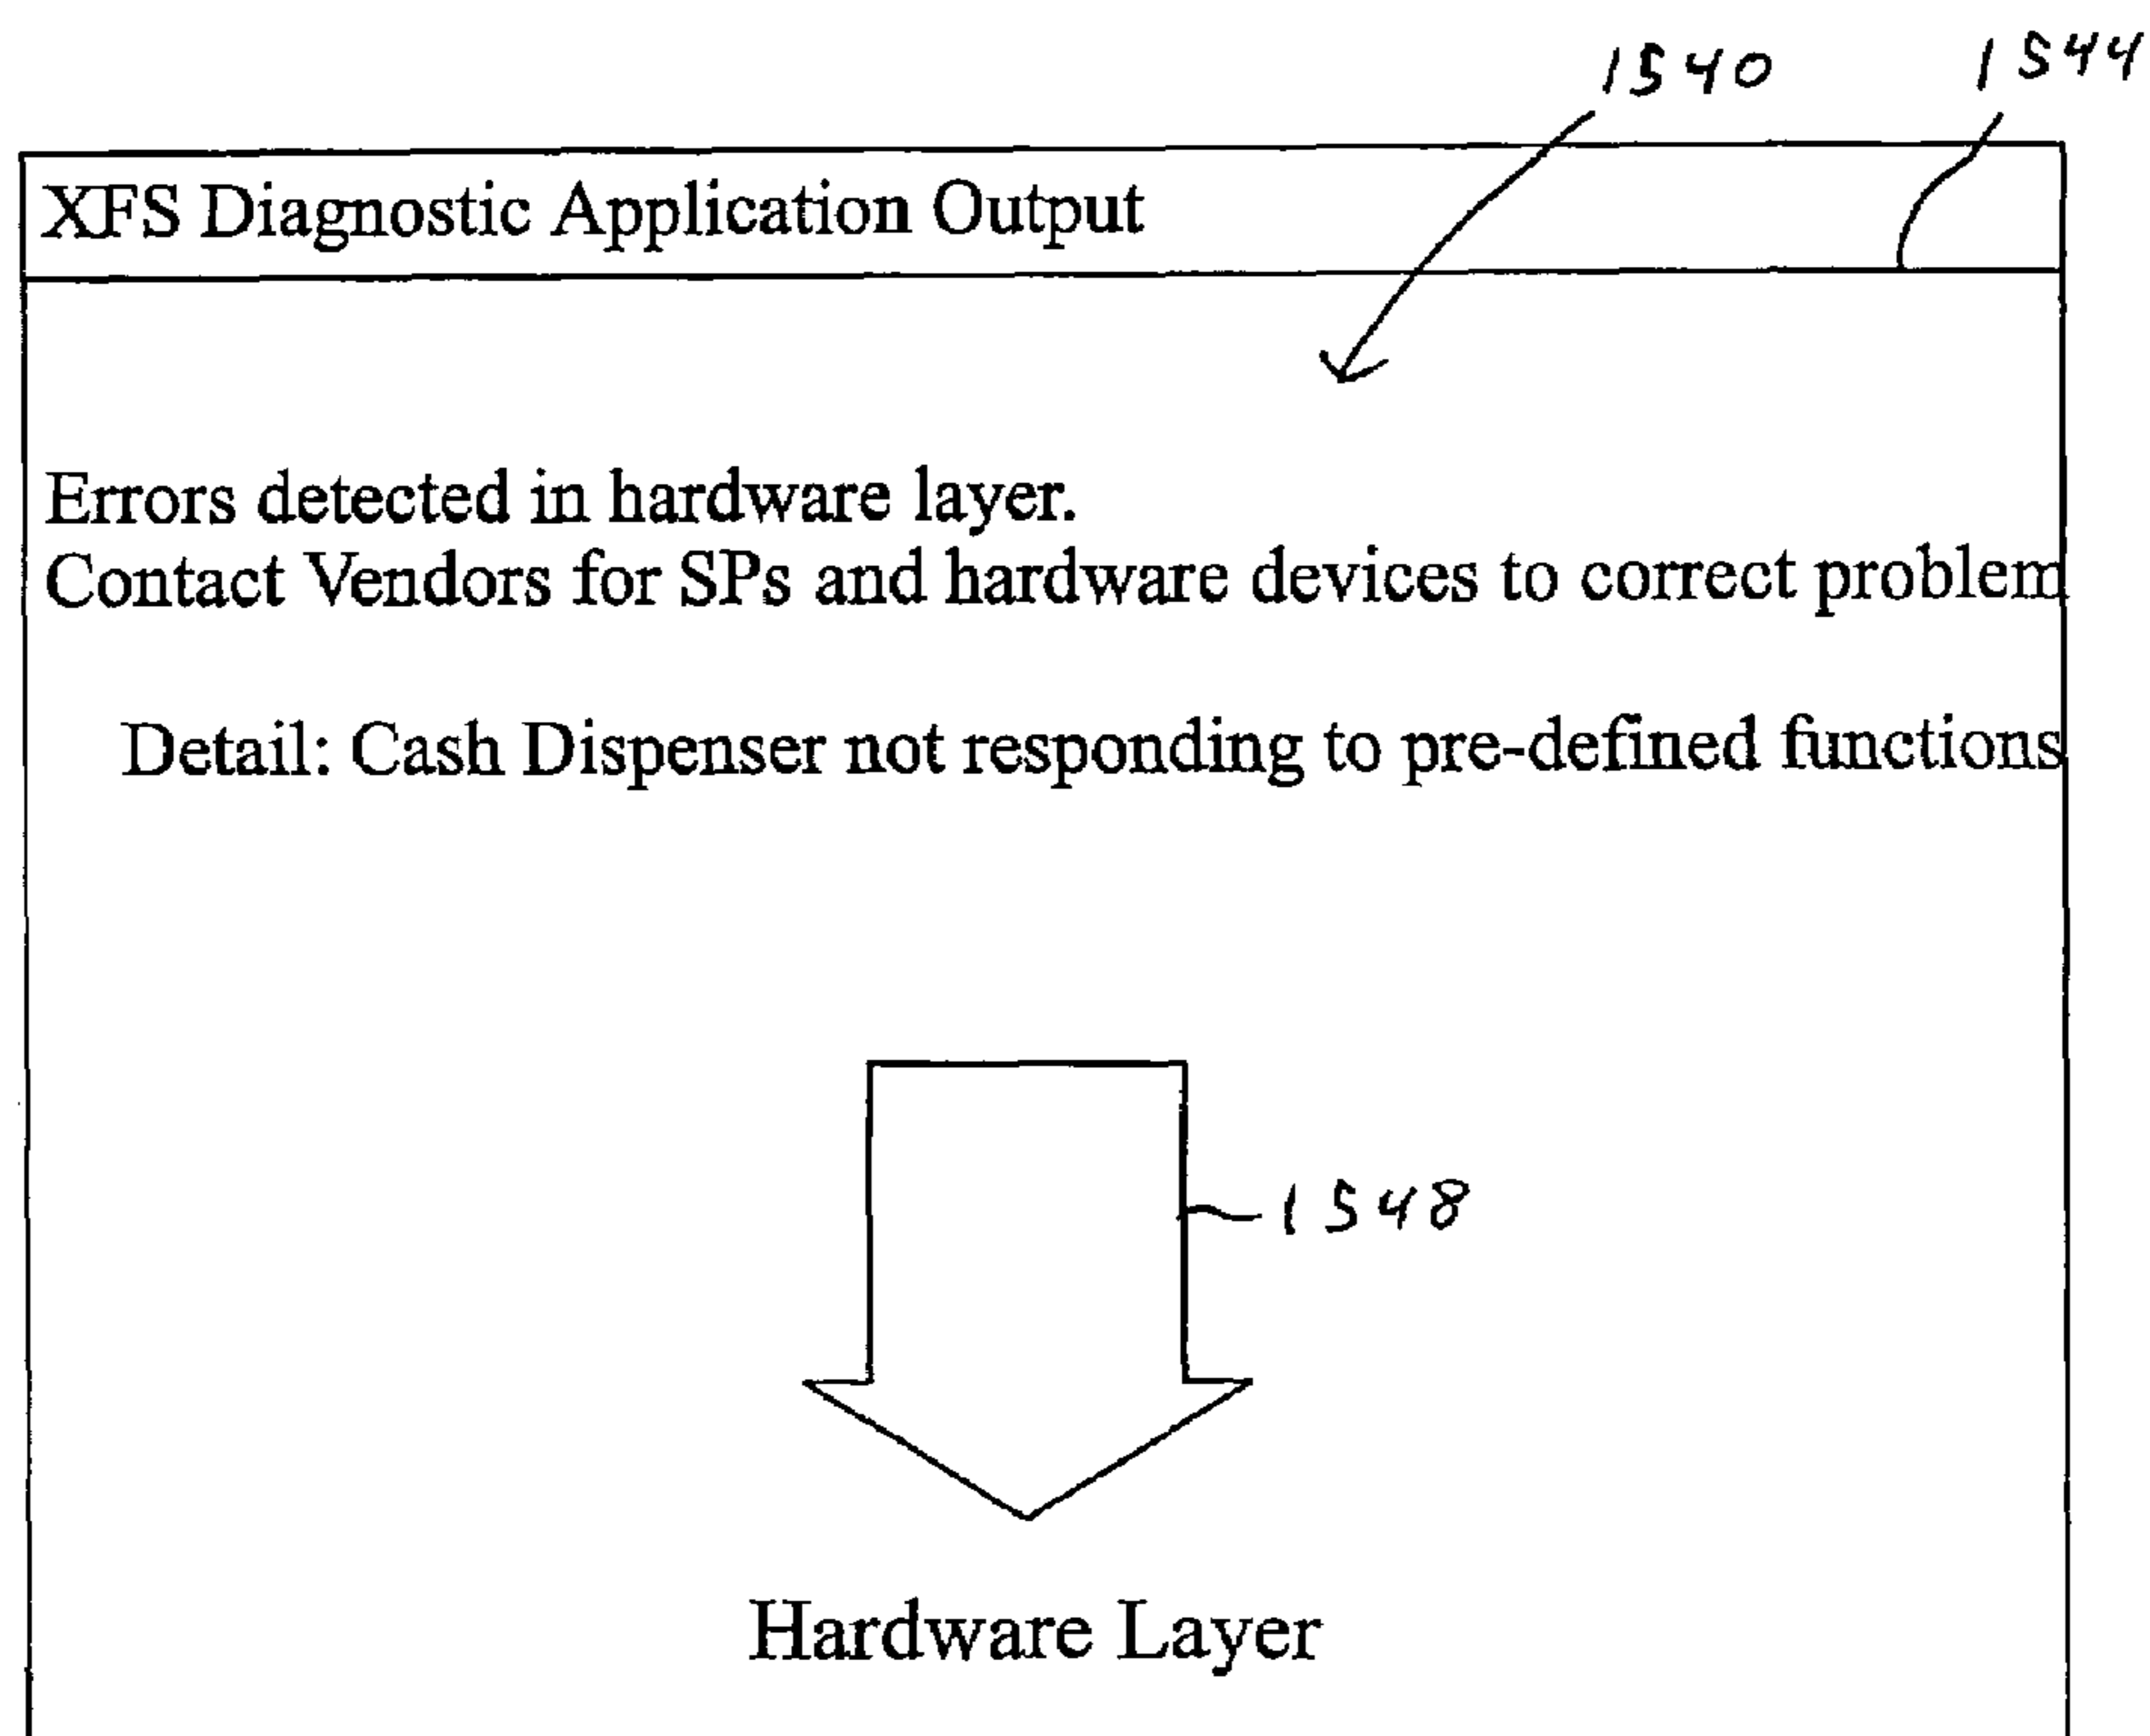 1540
1544
XFS Diagnostic Application Output
Errors detected in hardware layer.
Contact Vendors for SPs and hardware devices to correct problem
Detail: Cash Dispenser not responding to pre-defined functions
1548
Hardware Layer